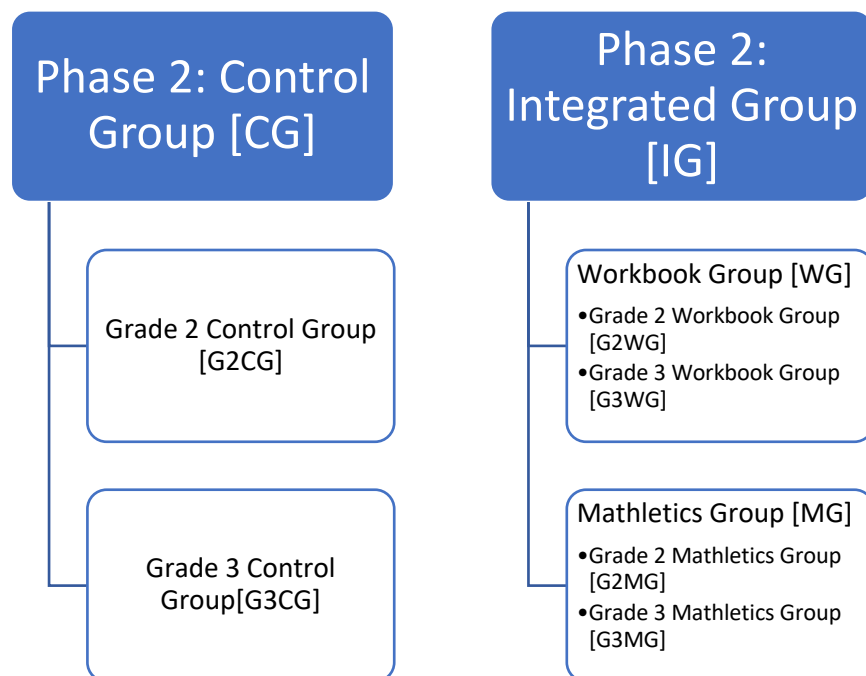 Phase 2: Control
Group [CG]
Grade 2 Control Group
[G2CG]
Grade 3 Control
Group[G3CG]
Phase 2:
Integrated Group
[IG]
Workbook Group [WG]
•Grade 2 Workbook Group
[G2WG]
•Grade 3 Workbook Group
[G3WG]
Mathletics Group [MG]
•Grade 2 Mathletics Group
[G2MG]
•Grade 3 Mathletics Group
[G3MG]